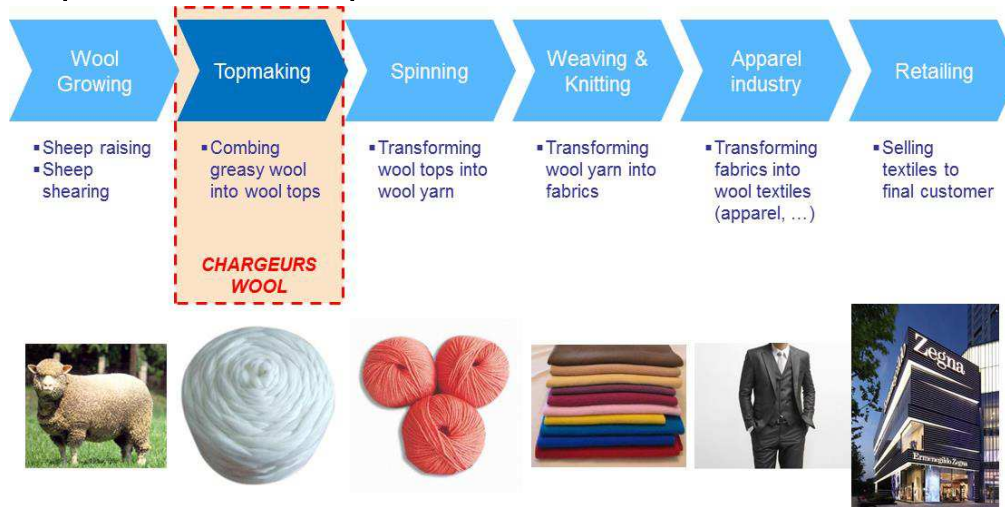 Wool
Growing
Topmaking
Spinning
Weaving &
Knitting
Apparel
industry
Retailing
▪Sheep raising
▪Sheep
shearing
▪Combing
greasy wool
into wool tops
▪Transforming
wool tops into
wool yarn
▪Transforming
wool yarn into
fabrics
▪Transforming
fabrics into
wool textiles
(apparel, …)
▪Selling
textiles to
final customer
CHARGEURS
WOOL
Zegna
Ermenegildo Zegna